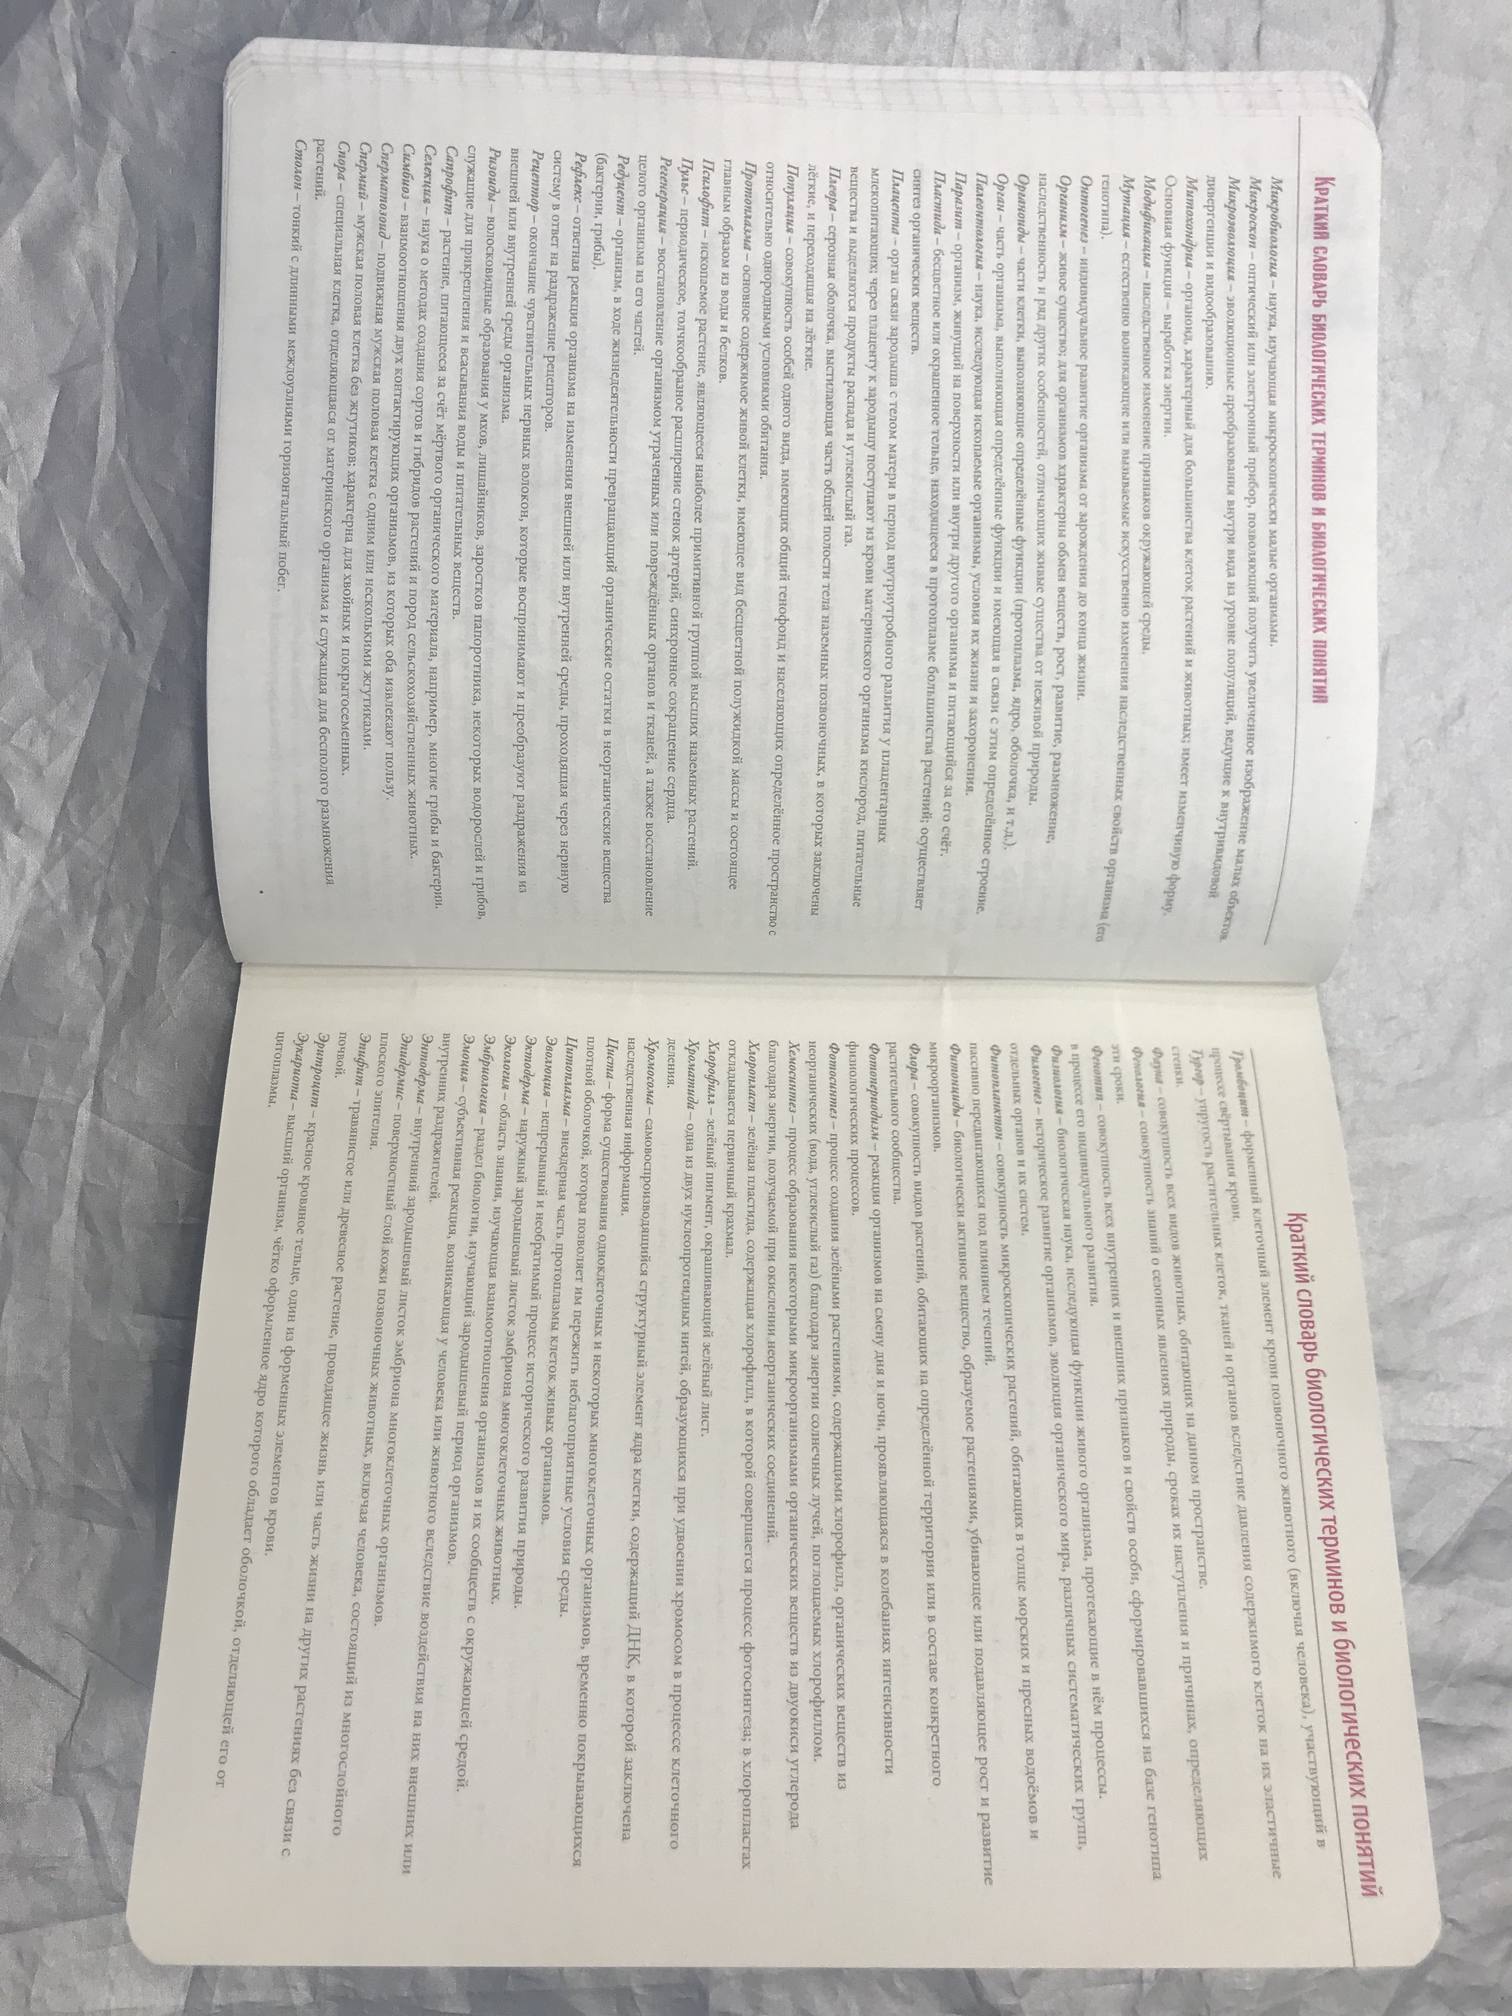 Краткий словарь биологических терминов и биологических понятий
Микробиология – наука, изучающая микроскопически малые организмы.
Микроскоп – оптический или электронный прибор, позволяющий получить увеличенное изображение малых объектов.
Микроэволюция – эволюционные преобразования внутри вида на уровне популяций, ведущие к внутривидовой
дивергенции и видообразованию.
Митохондрия – органоид, характерный для большинства клеток растений и животных; имеет изменчивую форму.
Основная функция – выработка энергии.
Модификация – наследственное изменение признаков окружающей среды.
Мутация – естественно возникающие или вызываемые искусственно изменения наследственных свойств организма (его
генотипа).
Онтогенез – индивидуальное развитие организма от зарождения до конца жизни.
Организм – живое существо; для организмов характерны обмен веществ, рост, развитие, размножение,
наследственность и ряд других особенностей, отличающих живые существа от неживой природы.
Органоиды – части клетки, выполняющие определённые функции (протоплазма, ядро, оболочка, и т.д.).
Орган – часть организма, выполняющая определённые функции и имеющая в связи с этим определённое строение.
Палеонтология – наука, исследующая ископаемые организмы, условия их жизни и захоронения.
Паразит – организм, живущий на поверхности или внутри другого организма и питающийся за его счёт.
Пластида – бесцветное или окрашенное тельце, находящееся в протоплазме большинства растений; осуществляет
синтез органических веществ.
Плацента – орган связи зародыша с телом матери в период внутриутробного развития у плацентарных
млекопитающих; через плаценту к зародышу поступают из крови материнского организма кислород, питательные
вещества и выделяются продукты распада и углекислый газ.
Плевра – серозная оболочка, выстилающая часть общей полости тела наземных позвоночных, в которых заключены
лёгкие, и переходящая на лёгкие.
Популяция – совокупность особей одного вида, имеющих общий генофонд и населяющих определённое пространство с
относительно однородными условиями обитания.
Протоплазма – основное содержимое живой клетки, имеющее вид бесцветной полужидкой массы и состоящее
главным образом из воды и белков.
Псилофит – ископаемое растение, являющееся наиболее примитивной группой высших наземных растений.
Пульс – периодическое, толчкообразное расширение стенок артерий, синхронное сокращение сердца.
Регенерация – восстановление организмом утраченных или повреждённых органов и тканей, а также восстановление
целого организма из его частей.
Редуцент – организм, в ходе жизнедеятельности превращающий органические остатки в неорганические вещества
(бактерии, грибы).
Рефлекс – ответная реакция организма на изменения внешней или внутренней среды, проходящая через нервную
систему в ответ на раздражение рецепторов.
Рецептор – окончание чувствительных нервных волокон, которые воспринимают и преобразуют раздражения из
внешней или внутренней среды организма.
Ризоиды – волосковидные образования у мхов, лишайников, заростков папоротника, некоторых водорослей и грибов,
служащие для прикрепления и всасывания воды и питательных веществ.
Сапрофит – растение, питающееся за счёт мёртвого органического материала, например, многие грибы и бактерии.
Селекция – наука о методах создания сортов и гибридов растений и пород сельскохозяйственных животных.
Симбиоз – взаимоотношения двух контактирующих организмов, из которых оба извлекают пользу.
Сперматозоид – подвижная мужская половая клетка с одним или несколькими жгутиками.
Спермий – мужская половая клетка без жгутиков; характерна для хвойных и покрытосеменных.
Спора – специальная клетка, отделяющаяся от материнского организма и служащая для бесполого размножения
растений.
Столон – тонкий с длинными междоузлиями горизонтальный побег.
Краткий словарь биологических терминов и биологических понятий
Тромбоцит – форменный клеточный элемент крови позвоночного животного (включая человека), участвующий в
процессе свёртывания крови.
Тургор – упругость растительных клеток, тканей и органов вследствие давления содержимого клеток на их эластичные
стенки.
Фауна – совокупность всех видов животных, обитающих на данном пространстве.
Фенология – совокупность знаний о сезонных явлениях природы, сроках их наступления и причинах, определяющих
эти сроки.
Фенотип – совокупность всех внутренних и внешних признаков и свойств особи, сформировавшихся на базе генотипа
в процессе его индивидуального развития.
Физиология – биологическая наука, исследующая функции живого организма, протекающие в нём процессы.
Филогенез – историческое развитие организмов, эволюция органического мира, различных систематических групп,
отдельных органов и их систем.
Фитопланктон – совокупность микроскопических растений, обитающих в толще морских и пресных водоёмов и
пассивно передвигающихся под влиянием течений.
Фитонциды – биологически активное вещество, образуемое растениями, убивающее или подавляющее рост и развитие
микроорганизмов.
Флора – совокупность видов растений, обитающих на определённой территории или в составе конкретного
растительного сообщества.
Фотопериодизм – реакция организмов на смену дня и ночи, проявляющаяся в колебаниях интенсивности
физиологических процессов.
Фотосинтез – процесс создания зелёными растениями, содержащими хлорофилл, органических веществ из
неорганических (вода, углекислый газ) благодаря энергии солнечных лучей, поглощаемых хлорофиллом.
Хемосинтез – процесс образования некоторыми микроорганизмами органических веществ из двуокиси углерода
благодаря энергии, получаемой при окислении неорганических соединений.
Хлоропласт – зелёная пластида, содержащая хлорофилл, в которой совершается процесс фотосинтеза; в хлоропластах
откладывается первичный крахмал.
Хлорофилл – зелёный пигмент, окрашивающий зелёный лист.
Хроматида – одна из двух нуклеопротеидных нитей, образующихся при удвоении хромосом в процессе клеточного
деления.
Хромосома – самовоспроизводящийся структурный элемент ядра клетки, содержащий ДНК, в которой заключена
наследственная информация.
Циста – форма существования одноклеточных и некоторых многоклеточных организмов, временно покрывающихся
плотной оболочкой, которая позволяет им пережить неблагоприятные условия среды.
Цитоплазма – внеядерная часть протоплазмы клеток живых организмов.
Эволюция – непрерывный и необратимый процесс исторического развития природы.
Эктодерма – наружный зародышевый листок эмбриона многоклеточных животных.
Экология – область знания, изучающая взаимоотношения организмов и их сообществ с окружающей средой.
Эмбриология – раздел биологии, изучающий зародышевый период организмов.
Эмоция – субъективная реакция, возникающая у человека или животного вследствие воздействия на них внешних или
внутренних раздражителей.
Энтодерма – внутренний зародышевый листок эмбриона многоклеточных организмов.
Эпидермис – поверхностный слой кожи позвоночных животных, включая человека, состоящий из многослойного
плоского эпителия.
Эпифит – травянистое или древесное растение, проводящее жизнь или часть жизни на других растениях без связи с
почвой.
Эритроцит – красное кровяное тельце, один из форменных элементов крови.
Эукариота – высший организм, чётко оформленное ядро которого обладает оболочкой, отделяющей его от
цитоплазмы.